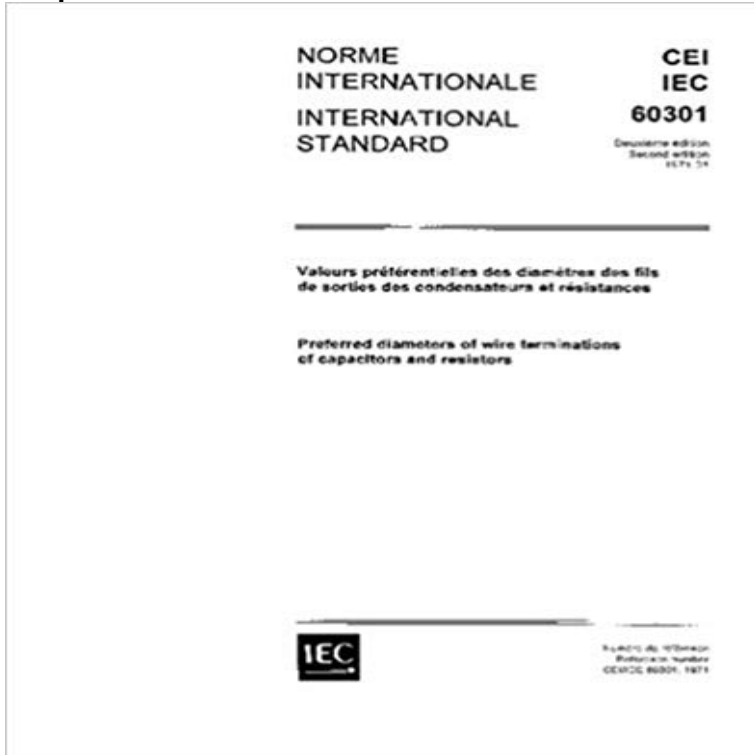 NORME
INTERNATIONALE
INTERNATIONAL
STANDARD
CEI
IEC
60301
Deuxième édition
Second edition
Valeurs préférentielles des diamètres des fils
de sorties des condensateurs et résistances
Preferred diameters of wire terminations
of capacitors and resistors
IEC
Numéro de référence
Reference number